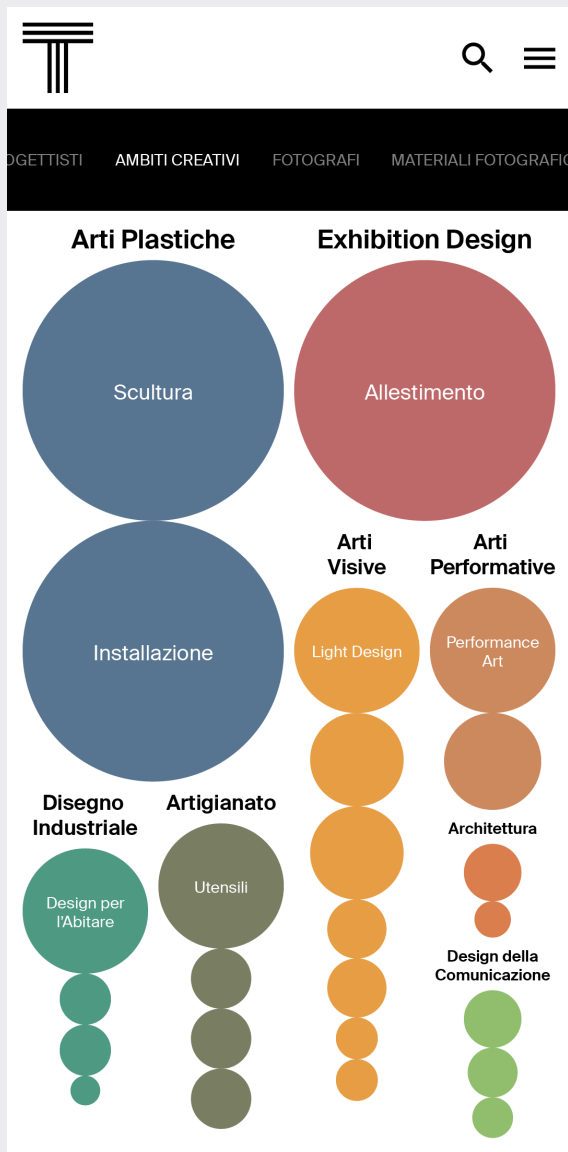 OGETTISTI AMBITI CREATIVI FOTOGRAFI MATERIALI FOTOGRAFIC
Arti Plastiche
Scultura
Installazione
Exhibition Design
Allestimento
Arti
Visive
Light Design
Arti
Performative
Performance
Art
Disegno
Industriale
Design per
l'Abitare
Artigianato
Utensili
Architettura
Design della
Comunicazione